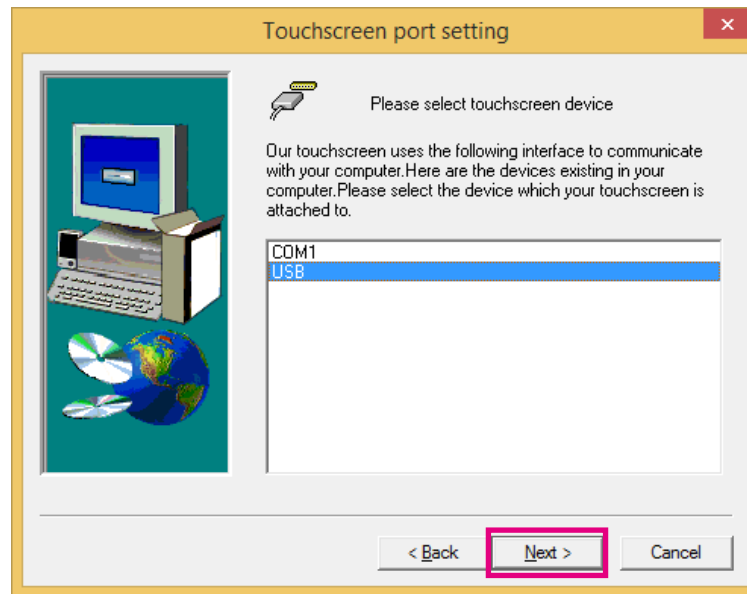 Touchscreen port setting
Please select touchscreen device
Our touchscreen uses the following interface to communicate
with your computer.Here are the devices existing in your
computer.Please select the device which your touchscreen is
attached to.
COM1
USB
< Back
Next >
Cancel